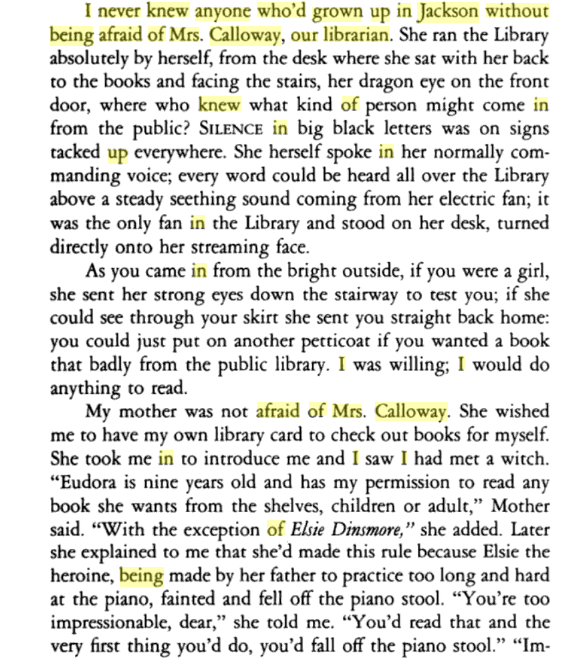 I never knew anyone who'd grown up in Jackson without
being afraid of Mrs. Calloway, our librarian. She ran the Library
absolutely by herself, from the desk where she sat with her back
to the books and facing the stairs, her dragon eye on the front
door, where who knew what kind of person might come in
from the public? SILENCE in big black letters was on signs
tacked up everywhere. She herself spoke in her normally com-
manding voice; every word could be heard all over the Library
above a steady seething sound coming from her electric fan; it
was the only fan in the Library and stood on her desk, turned
directly onto her streaming face.
As you came in from the bright outside, if you were a girl,
she sent her strong eyes down the stairway to test you; if she
could see through your skirt she sent you straight back home:
you could just put on another petticoat if you wanted a book
that badly from the public library. I was willing; I would do
anything to read.
My mother was not afraid of Mrs. Calloway. She wished
me to have my own library card to check out books for myself.
She took me in to introduce me and I saw I had met a witch.
“Eudora is nine years old and has my permission to read any
book she wants from the shelves, children or adult,” Mother
said. “With the exception of Elsie Dinsmore,” she added. Later
she explained to me that she'd made this rule because Elsie the
heroine, being made by her father to practice too long and hard
at the piano, fainted and fell off the piano stool. “You're too
impressionable, dear,” she told me. “You'd read that and the
very first thing you'd do, you'd fall off the piano stool.” “Im-